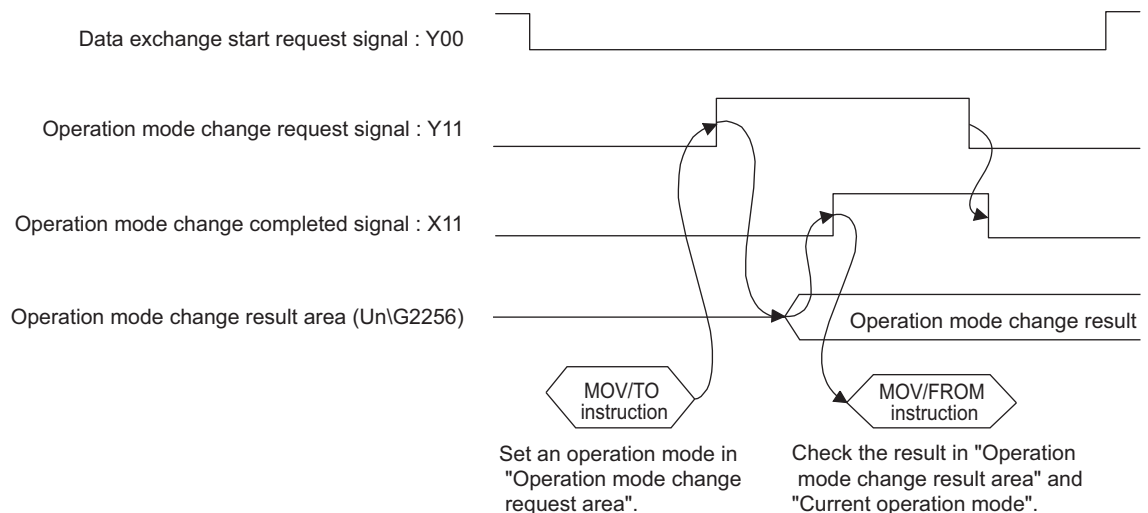 Data exchange start request signal : Y00
Operation mode change request signal : Y11
Operation mode change completed signal : X11
Operation mode change result area (Un\G2256)
Operation mode change result
MOV/TO
instruction
MOV/FROM
instruction
Set an operation mode in
"Operation mode change
request area".
Check the result in "Operation
mode change result area" and
"Current operation mode".